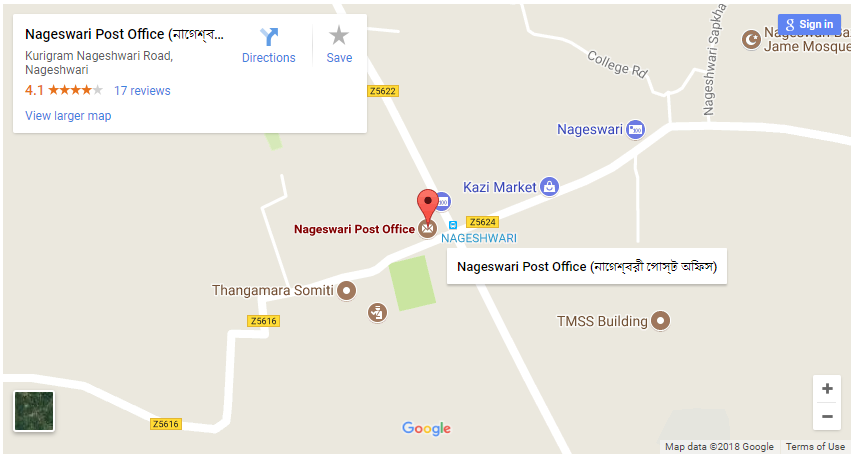 Nageswari Post Office (নাগেশ্ব...
Kurigram Nageshwari Road,
Nageshwari
4.1
17 reviews
View larger map
Directions
Save
Sign in
Nageswari Ba
Jame Mosque
Nageshwari Sapkha
College Rd
Z5622
Nageswari
Kazi Market
Z5624
Nageswari Post Office
NAGESHWARI
Nageswari Post Office (নাগেশ্বরী পোস্ট অফিস)
Thangamara Somiti
Z5616
TMSS Building
Z5616
Google
Map data ©2018 Google
Terms of Use